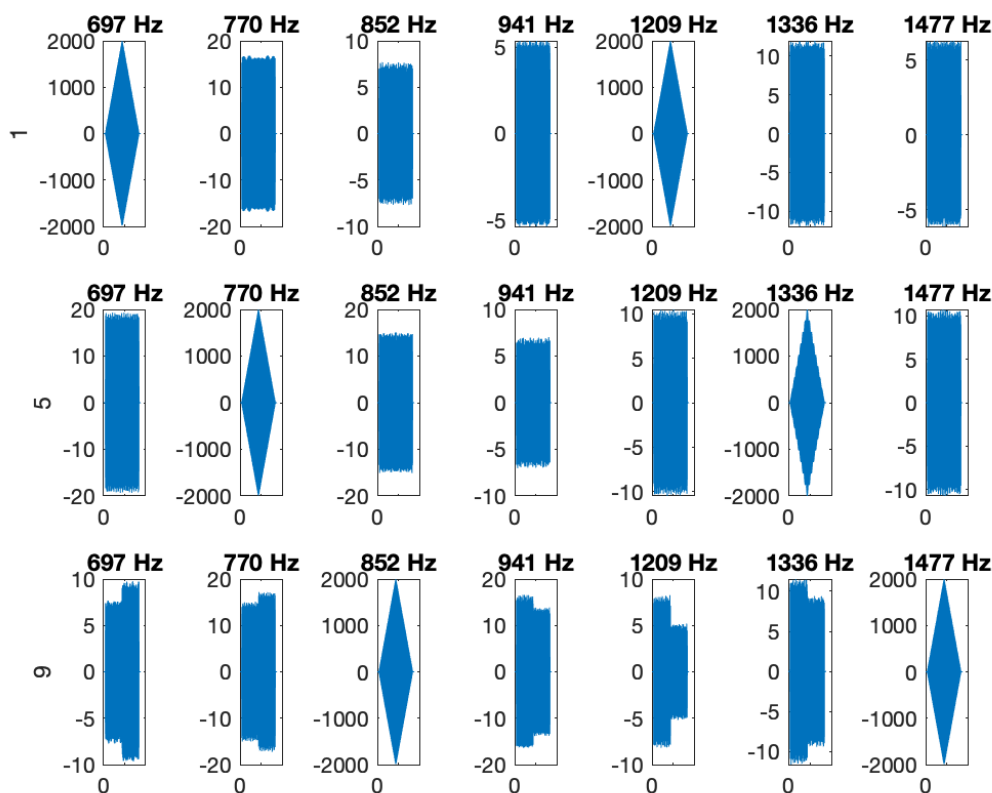 697 Hz 770 Hz 852 Hz 941 Hz 1209 Hz 1336 Hz 1477 Hz
2000 20 10 5 2000 10 5
1000 10 5 1000 5
1 0 0 0 0 0 0 0
-1000 -10 -5 -1000 -5
-2000 -20 -10 -5 -2000 -10 -5
0 0 0 0 0 0 0
697 Hz 770 Hz 852 Hz 941 Hz 1209 Hz 1336 Hz 1477 Hz
20 2000 20 10 10 2000 10
10 1000 10 5 5 1000 5
5 0 0 0 0 0 0 0
-10 -1000 -10 -5 -5 -1000 -5
-20 -2000 -20 -10 -10 -2000 -10
0 0 0 0 0 0 0
697 Hz 770 Hz 852 Hz 941 Hz 1209 Hz 1336 Hz 1477 Hz
10 20 2000 20 10 10 2000
5 10 1000 10 5 5 1000
9 0 0 0 0 0 0 0
-5 -10 -1000 -10 -5 -5 -1000
-10 -20 -2000 -20 -10 -10 -2000
0 0 0 0 0 0 0